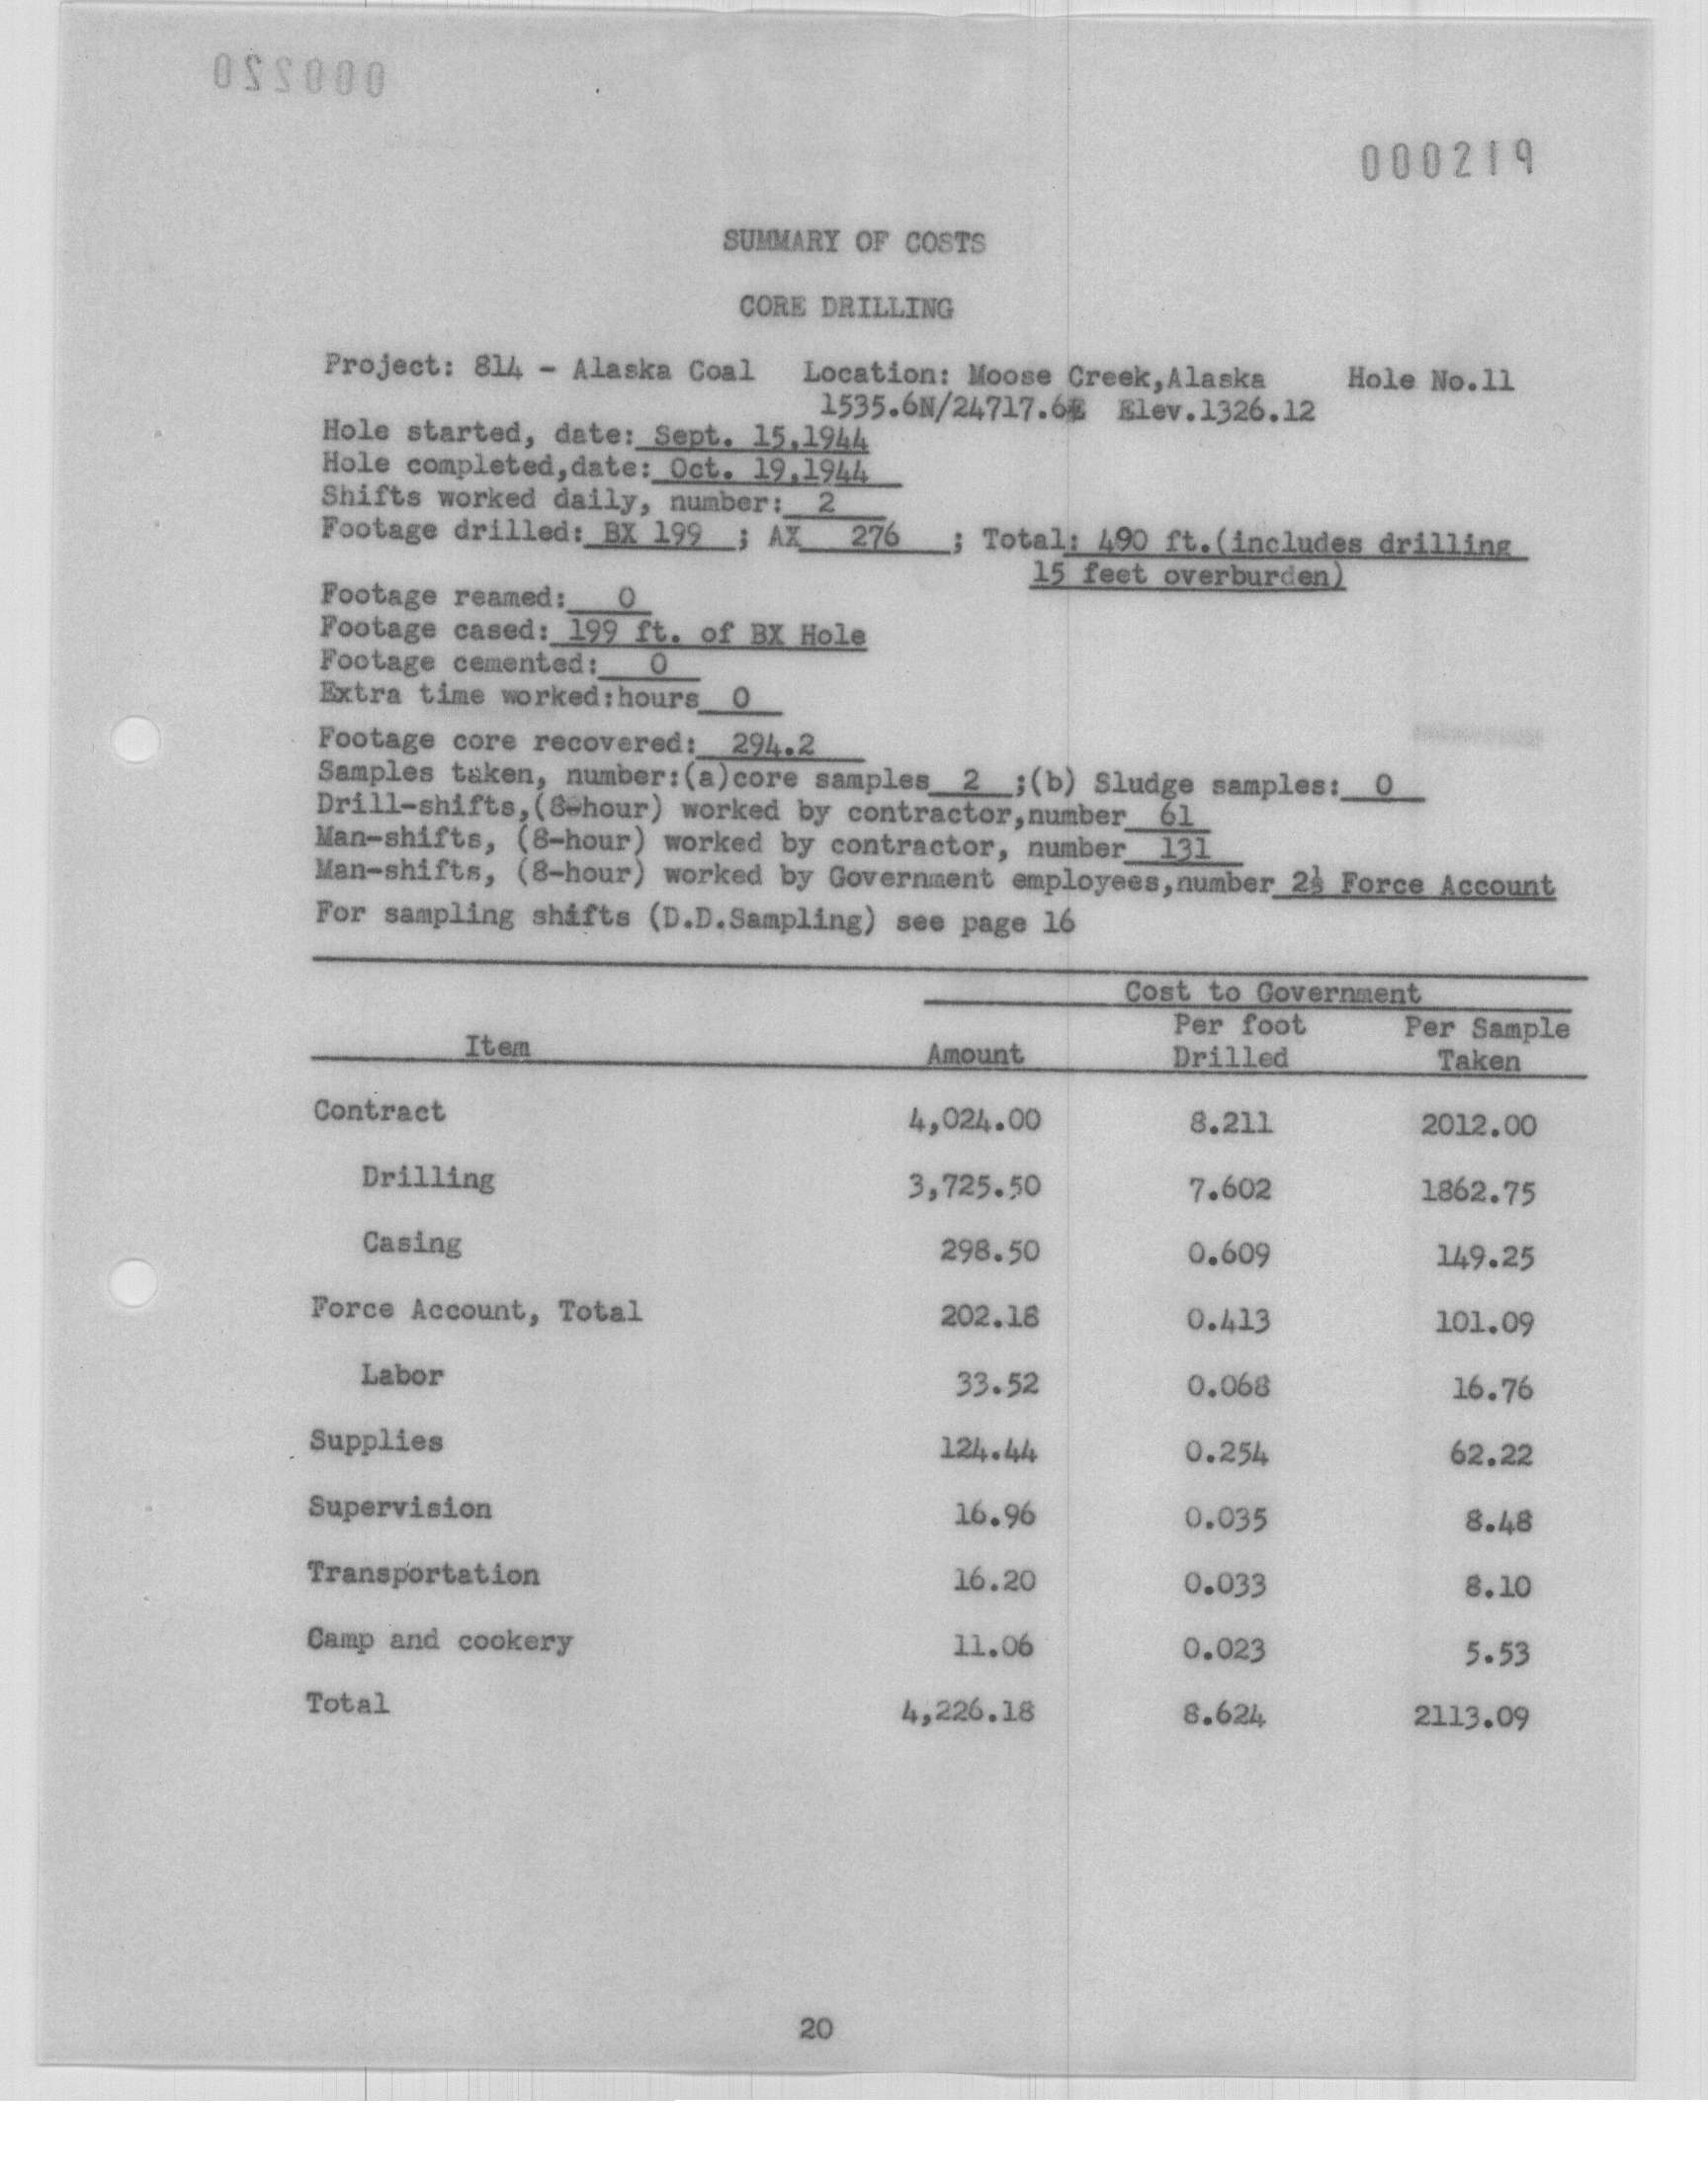 000220
000219
SUMMARY OF COSTS
CORE DRILLING
Project: 814 - Alaska Coal Location: Moose Creek,Alaska Hole No.11
1535.6N/24717.6E Elev.1326.12
Hole started, date: Sept. 15,1944
Hole completed,date: Oct. 19,1944
Shifts worked daily, number: 2
Footage drilled: BX 199 ; AX 276 ; Total: 490 ft.(includes drilling
15 feet overburden)
Footage reamed: 0
Footage cased: 199 ft. of BX Hole
Footage cemented: 0
Extra time worked:hours 0
Footage core recovered: 294.2
Samples taken, number:(a)core samples 2 ;(b) Sludge samples: 0
Drill-shifts,(8-hour) worked by contractor,number 61
Man-shifts, (8-hour) worked by contractor, number 131
Man-shifts, (8-hour) worked by Government employees,number Force Account
For sampling shifts (D.D.Sampling) see page 16
Cost to Government
Item Amount Per foot Drilled Per Sample Taken
Contract 4,024.00 8.211 2012.00
Drilling 3,725.50 7.602 1862.75
Casing 298.50 0.609 149.25
Force Account, Total 202.18 0.413 101.09
Labor 33.52 0.068 16.76
Supplies 124.44 0.254 62.22
Supervision 16.96 0.035 8.48
Transportation 16.20 0.033 8.10
Camp and cookery 11.06 0.023 5.53
Total 4,226.18 8.624 2113.09
20